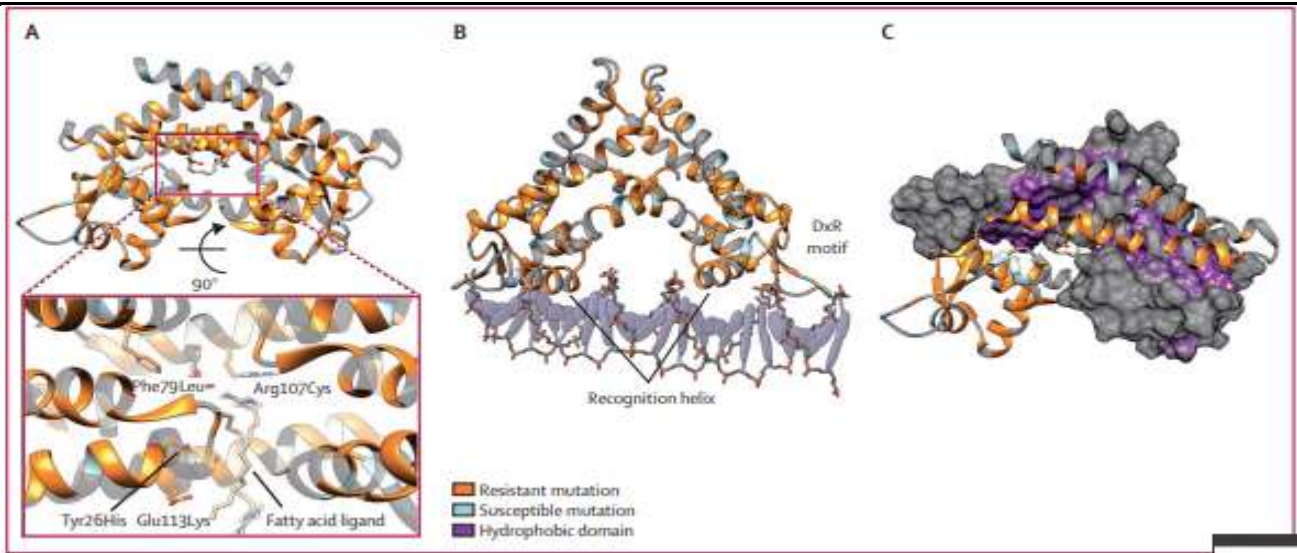 A
B
C
90°
DxR
motif
Recognition helix
Phe79Leu
Arg107Cys
Tyr26His
Glu113Lys
Fatty acid ligand
Resistant mutation
Susceptible mutation
Hydrophobic domain